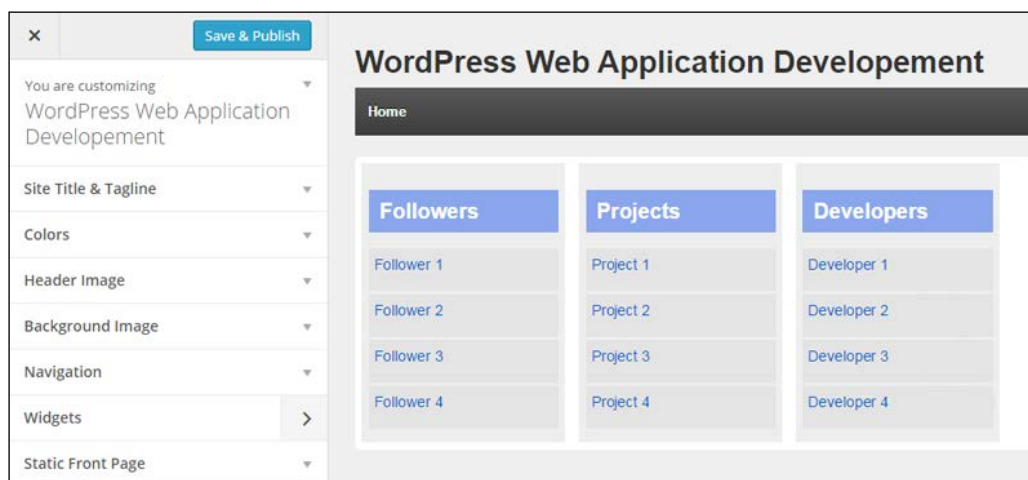 Save & Publish
You are customizing
WordPress Web Application
Developement
Site Title & Tagline
Colors
Header Image
Background Image
Navigation
Widgets
Static Front Page
WordPress Web Application Developement
Home
Followers
Follower 1
Follower 2
Follower 3
Follower 4
Projects
Project 1
Project 2
Project 3
Project 4
Developers
Developer 1
Developer 2
Developer 3
Developer 4